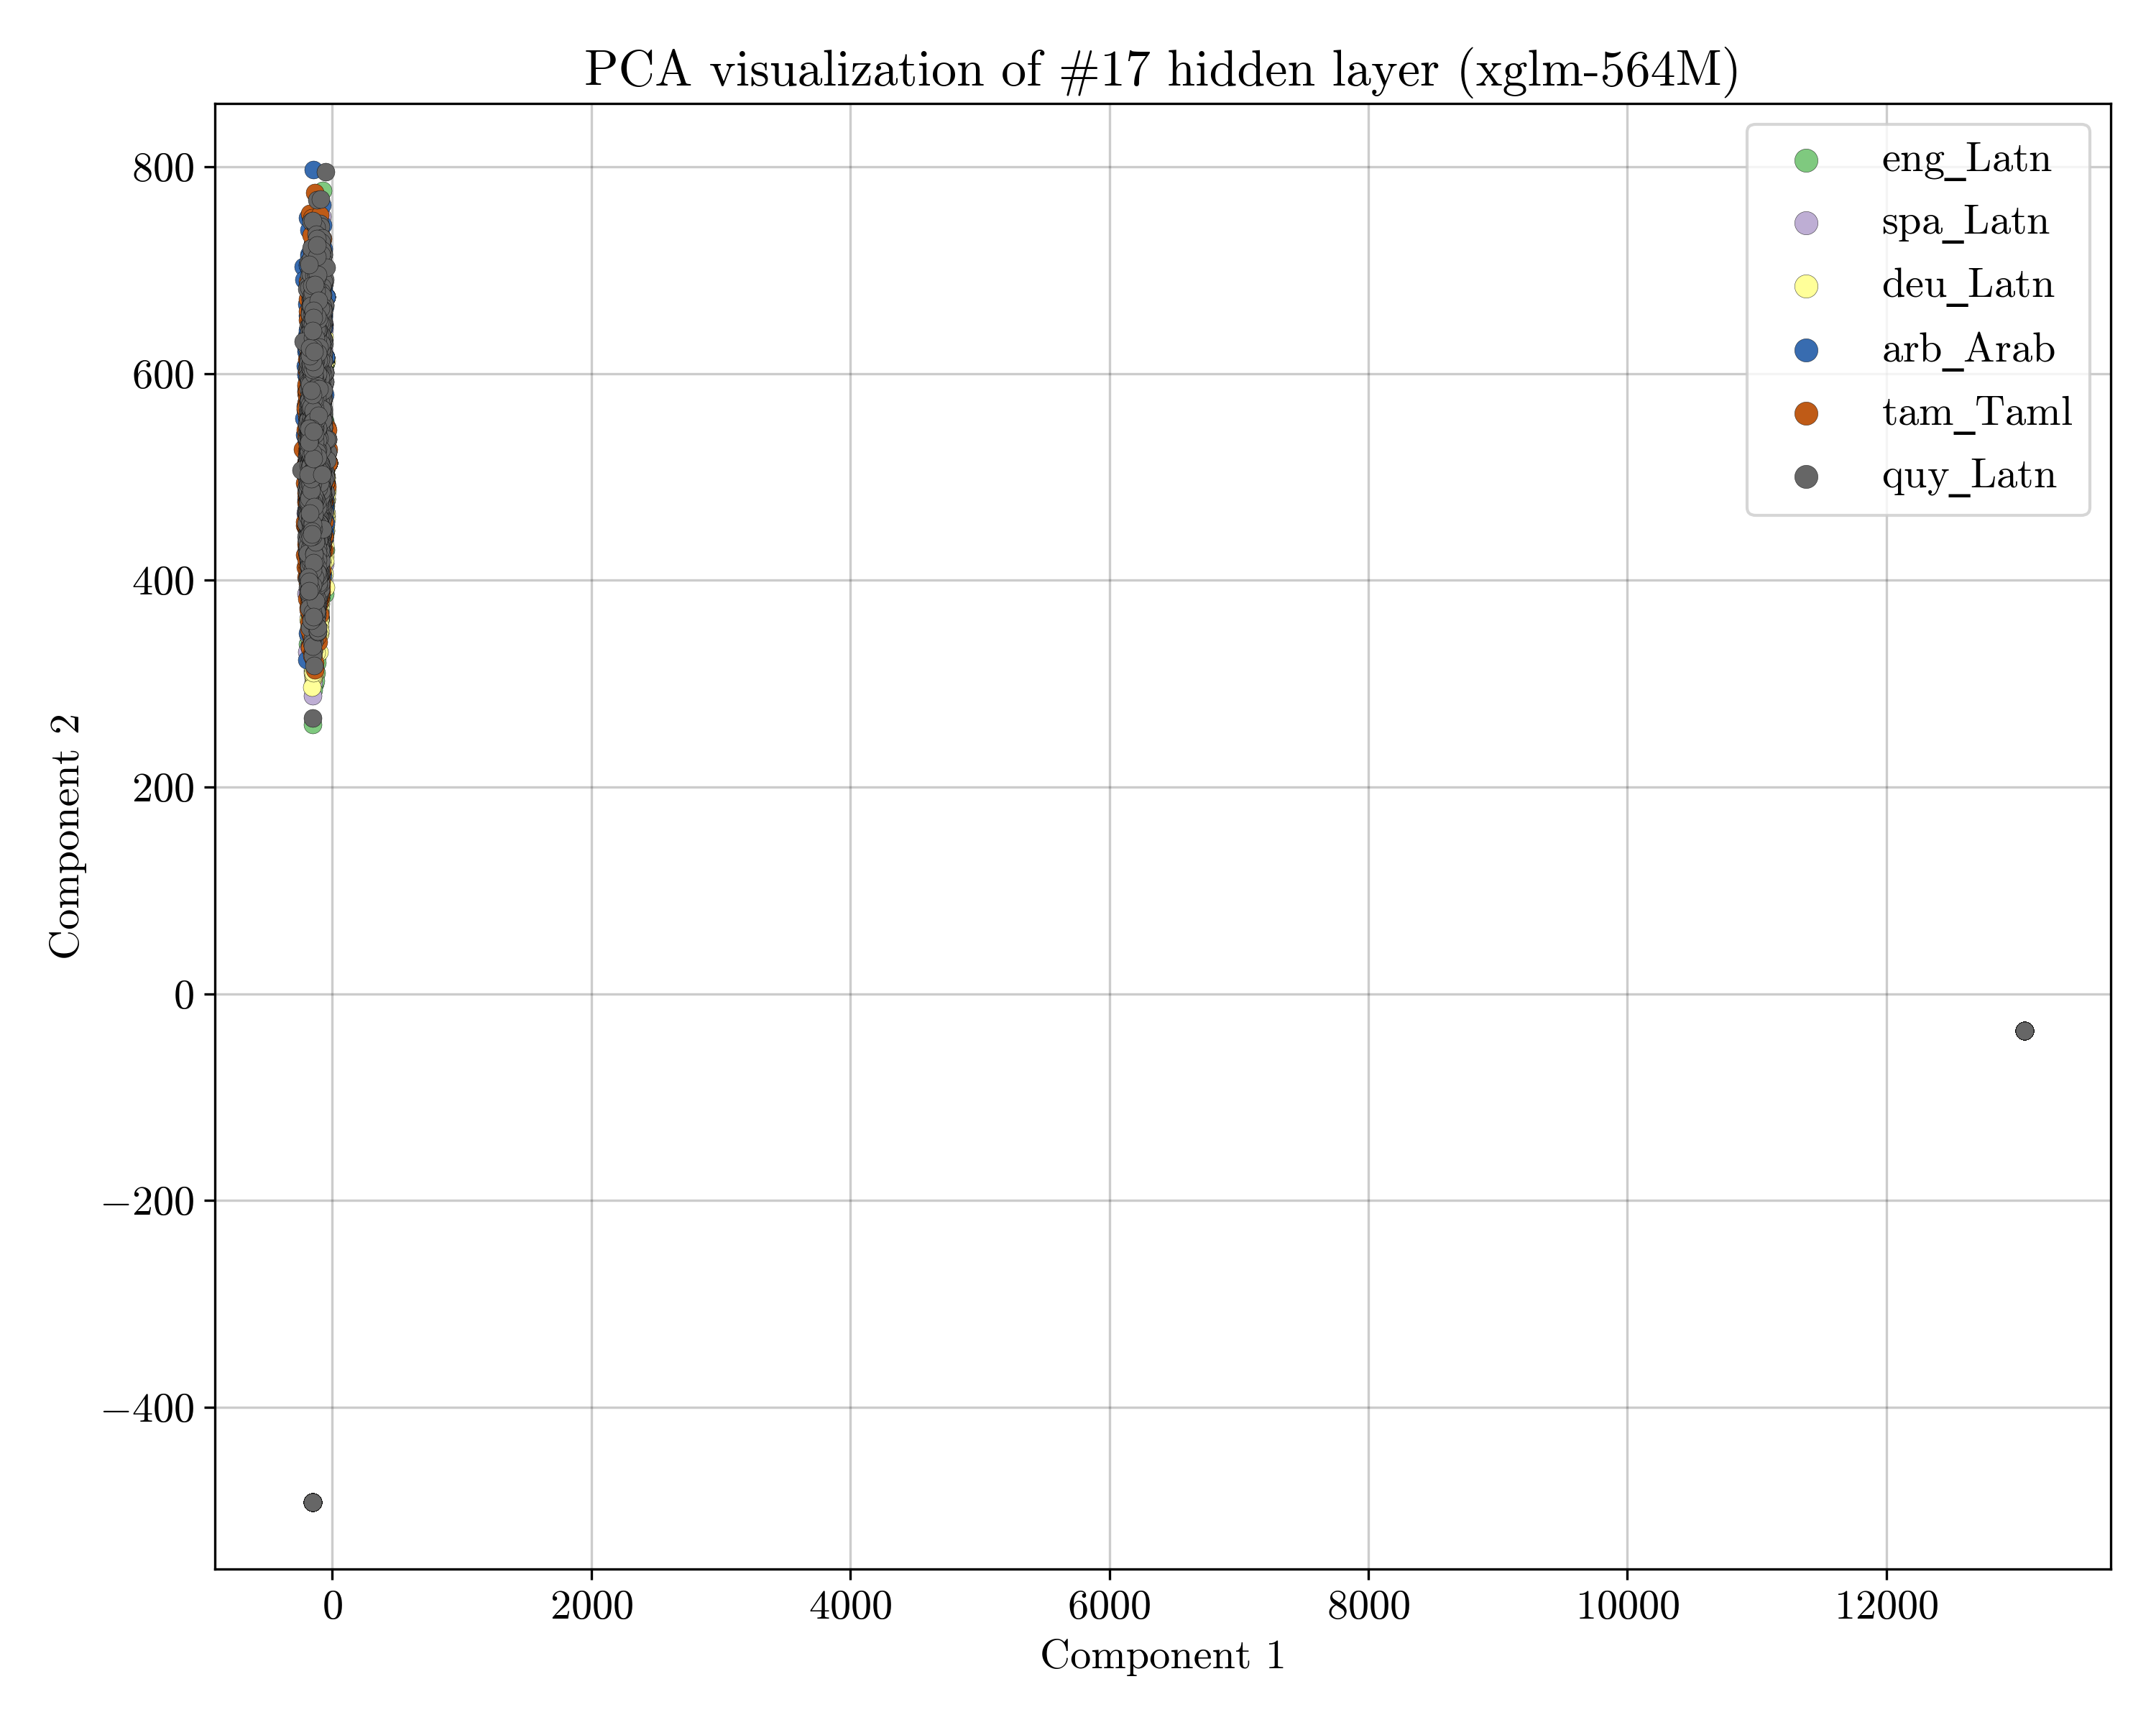 PCA visualization of #17 hidden layer (xglm-564M)
eng_Latn
spa_Latn
deu_Latn
arb_Arab
tam_Taml
quy_Latn
Component 2
800
600
400
200
0
−200
−400
0 2000 4000 6000 8000 10000 12000
Component 1